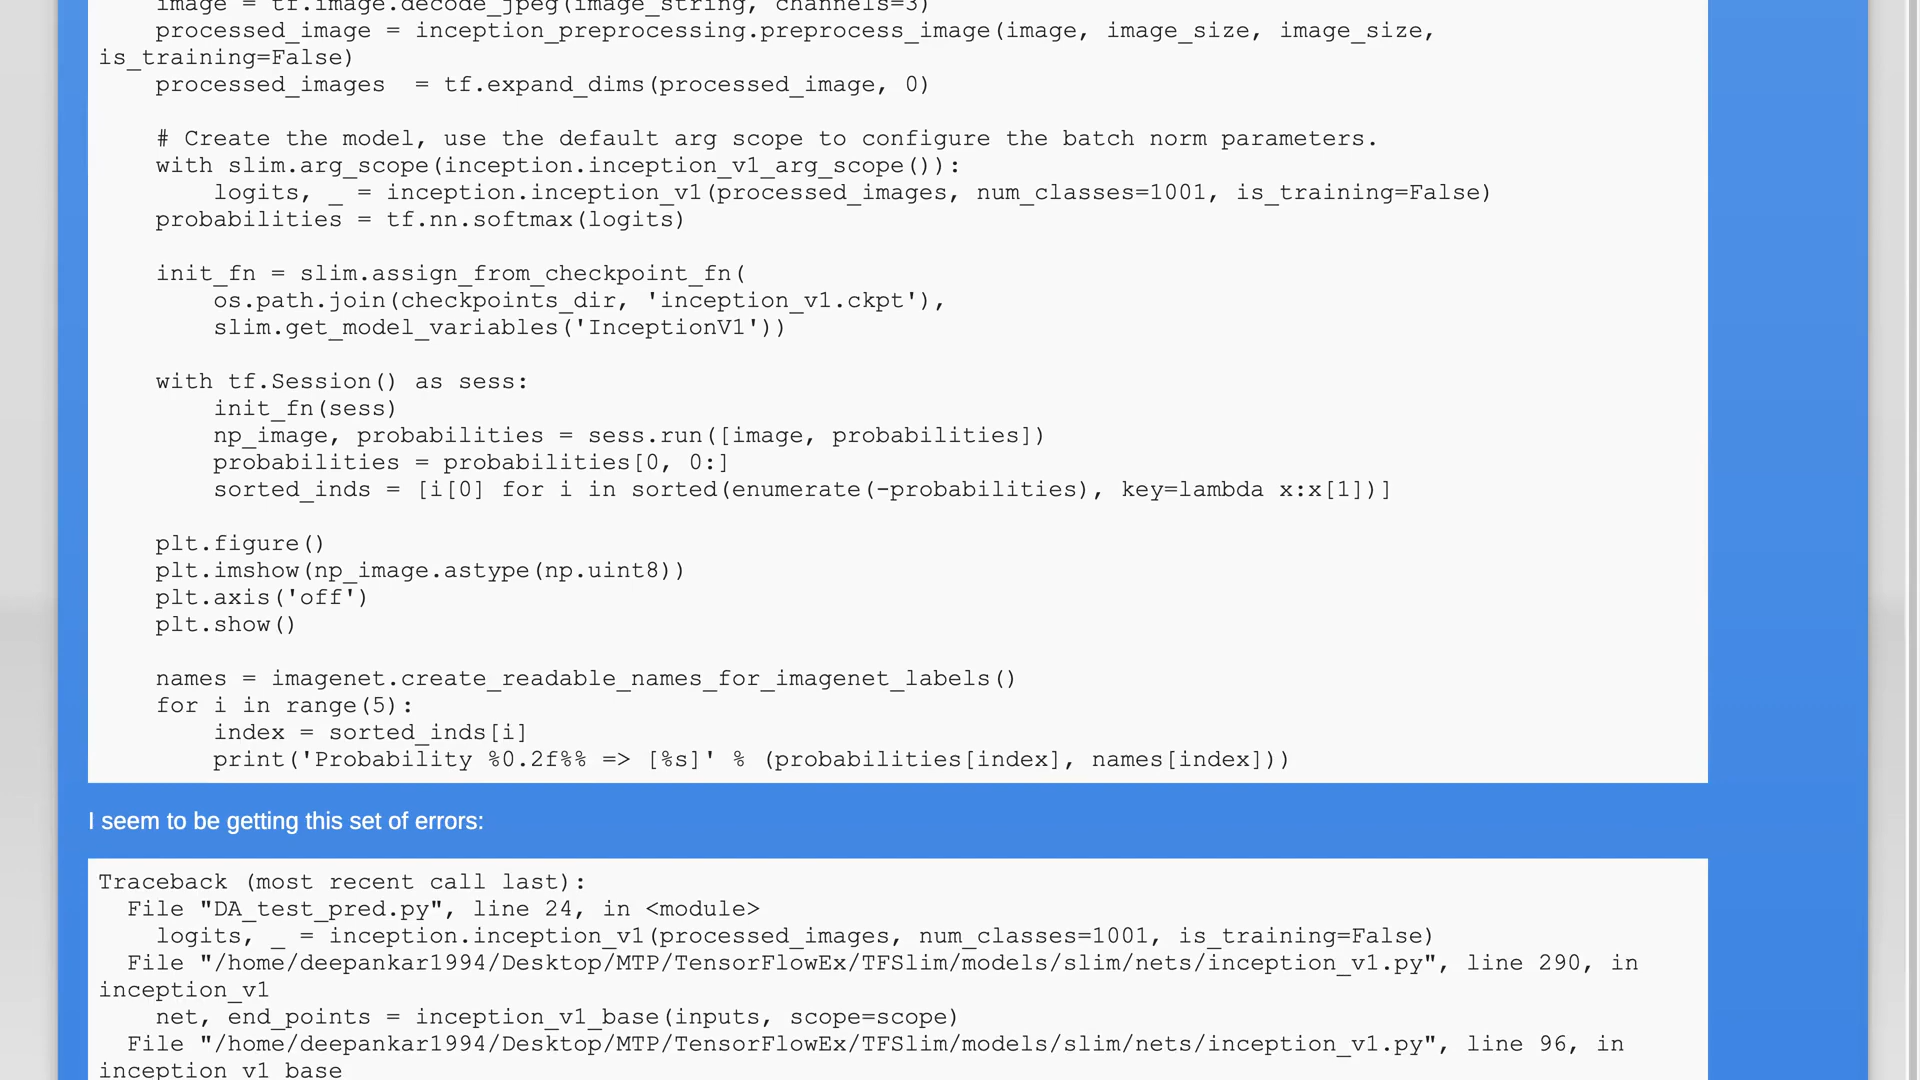 image = tf.image.decode_jpeg(image_string, channels=3)
    processed_image = inception_preprocessing.preprocess_image(image, image_size, image_size,
is_training=False)
    processed_images  = tf.expand_dims(processed_image, 0)

    # Create the model, use the default arg scope to configure the batch norm parameters.
    with slim.arg_scope(inception.inception_v1_arg_scope()):
        logits, _ = inception.inception_v1(processed_images, num_classes=1001, is_training=False)
    probabilities = tf.nn.softmax(logits)

    init_fn = slim.assign_from_checkpoint_fn(
        os.path.join(checkpoints_dir, 'inception_v1.ckpt'),
        slim.get_model_variables('InceptionV1'))

    with tf.Session() as sess:
        init_fn(sess)
        np_image, probabilities = sess.run([image, probabilities])
        probabilities = probabilities[0, 0:]
        sorted_inds = [i[0] for i in sorted(enumerate(-probabilities), key=lambda x:x[1])]

    plt.figure()
    plt.imshow(np_image.astype(np.uint8))
    plt.axis('off')
    plt.show()

    names = imagenet.create_readable_names_for_imagenet_labels()
    for i in range(5):
        index = sorted_inds[i]
        print('Probability %0.2f%% => [%s]' % (probabilities[index], names[index]))
I seem to be getting this set of errors:
Traceback (most recent call last):
  File "DA_test_pred.py", line 24, in <module>
    logits, _ = inception.inception_v1(processed_images, num_classes=1001, is_training=False)
  File "/home/deepankar1994/Desktop/MTP/TensorFlowEx/TFSlim/models/slim/nets/inception_v1.py", line 290, in
inception_v1
    net, end_points = inception_v1_base(inputs, scope=scope)
  File "/home/deepankar1994/Desktop/MTP/TensorFlowEx/TFSlim/models/slim/nets/inception_v1.py", line 96, in
inception_v1_base